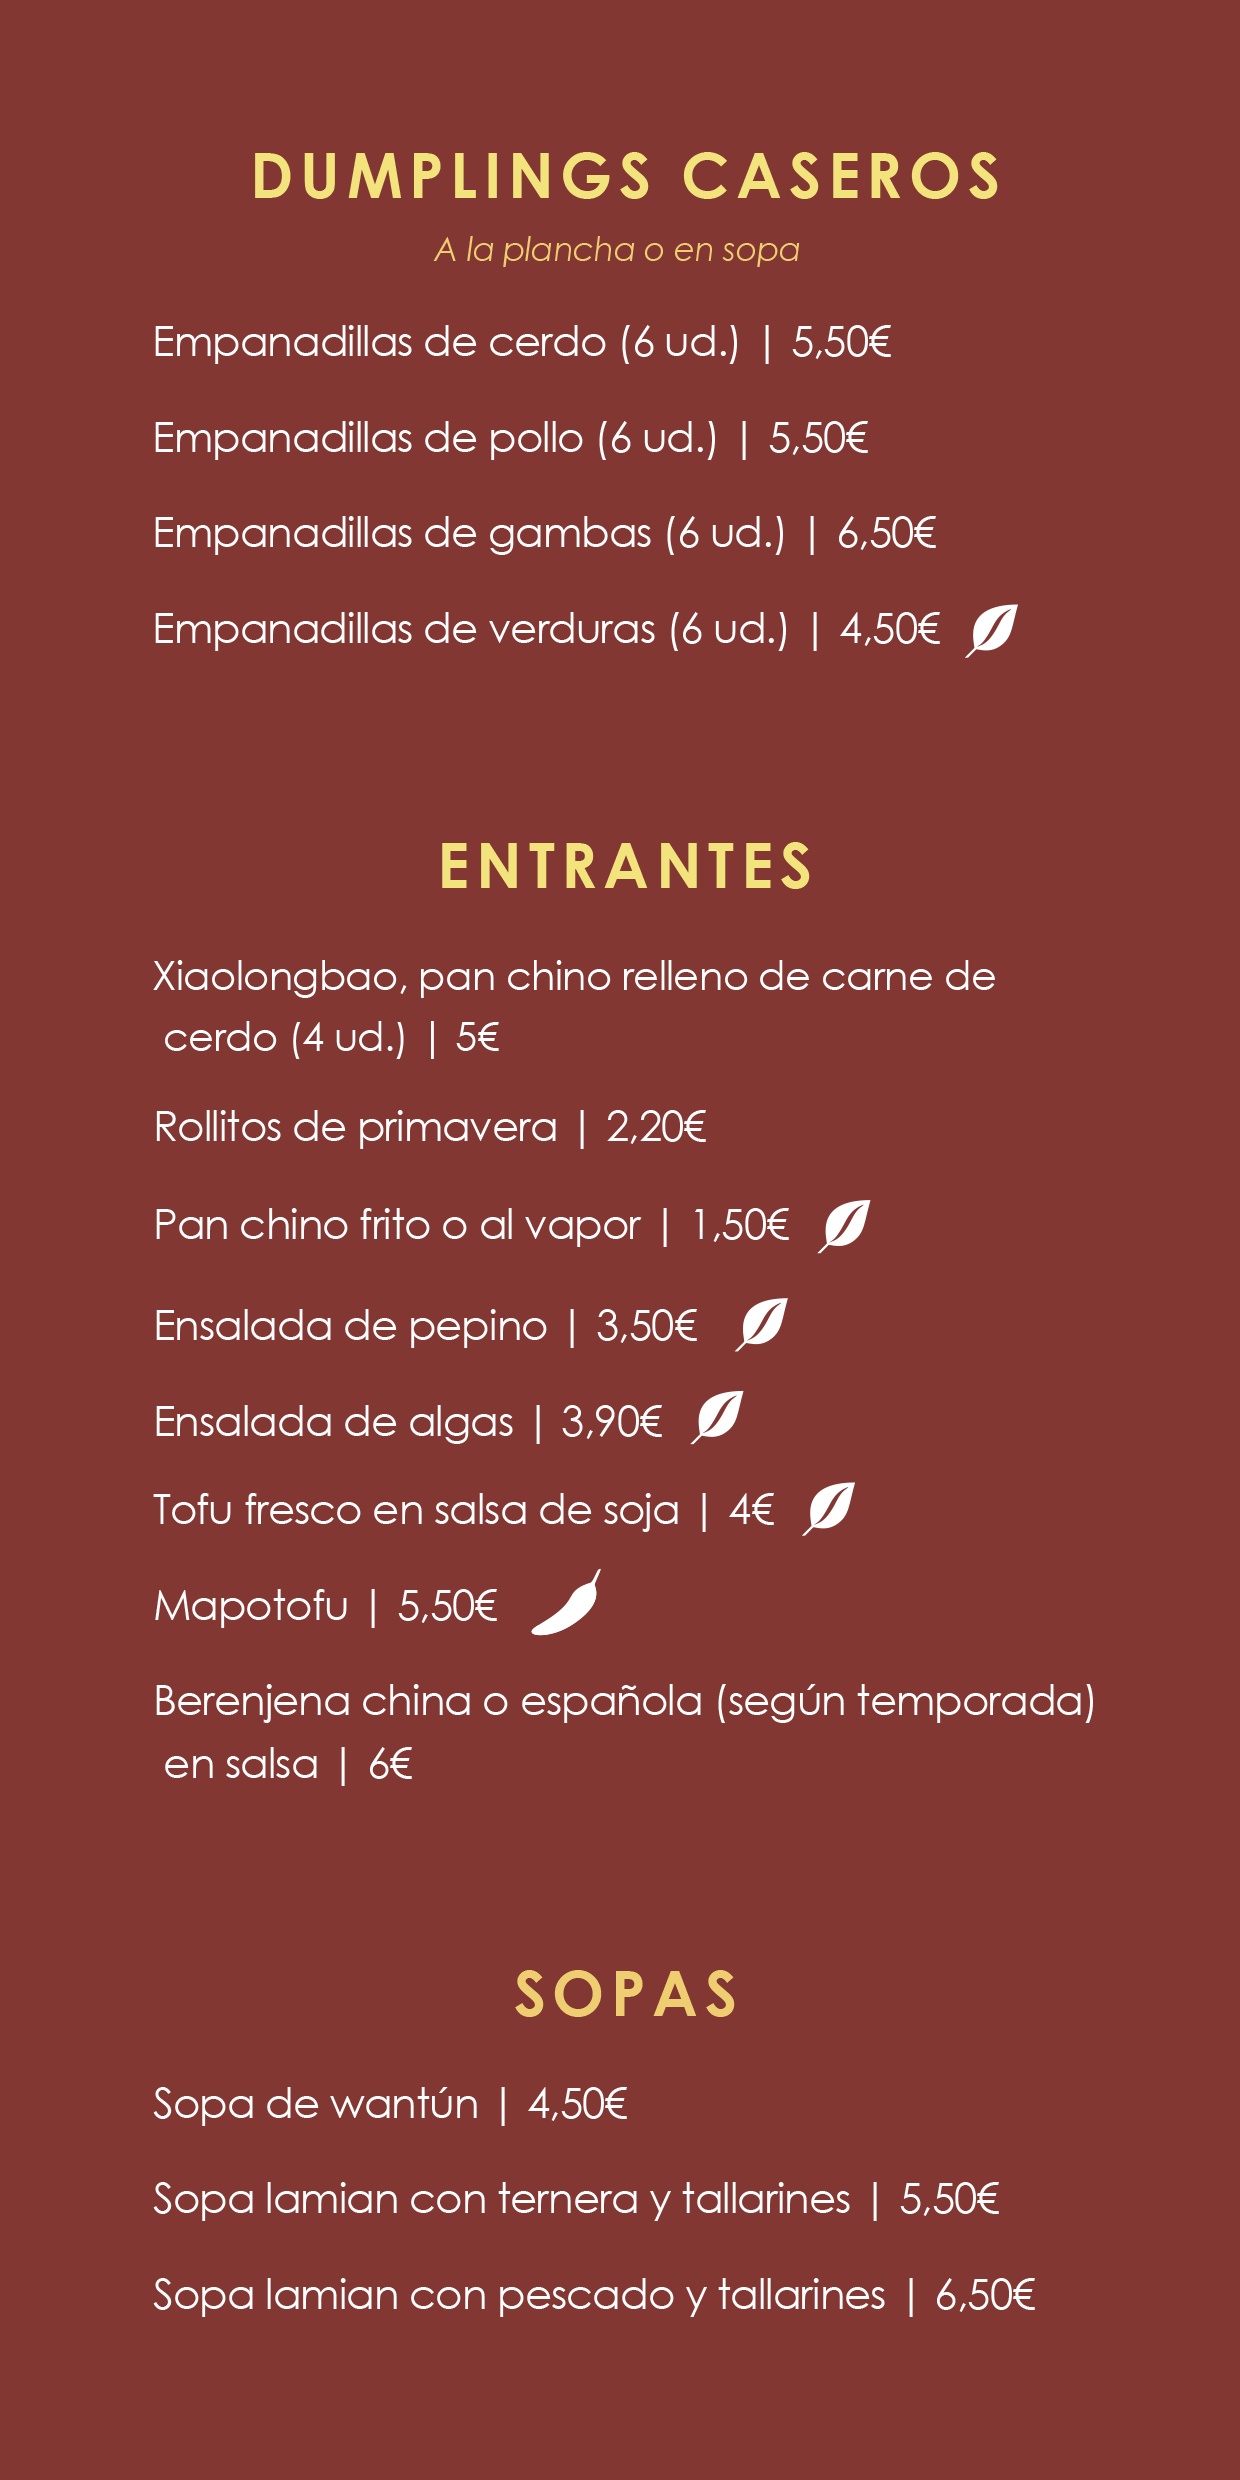 DUMPLINGS CASEROS
A la plancha o en sopa
Empanadillas de cerdo (6 ud.) | 5,50€
Empanadillas de pollo (6 ud.) | 5,50€
Empanadillas de gambas (6 ud.) | 6,50€
Empanadillas de verduras (6 ud.) | 4,50€
ENTRANTES
Xiaolongbao, pan chino relleno de carne de
cerdo (4 ud.) | 5€
Rollitos de primavera | 2,20€
Pan chino frito o al vapor | 1,50€
Ensalada de pepino | 3,50€
Ensalada de algas | 3,90€
Tofu fresco en salsa de soja | 4€
Mapotofu | 5,50€
Berenjena china o española (según temporada)
en salsa | 6€
SOPAS
Sopa de wantún | 4,50€
Sopa lamian con ternera y tallarines | 5,50€
Sopa lamian con pescado y tallarines | 6,50€